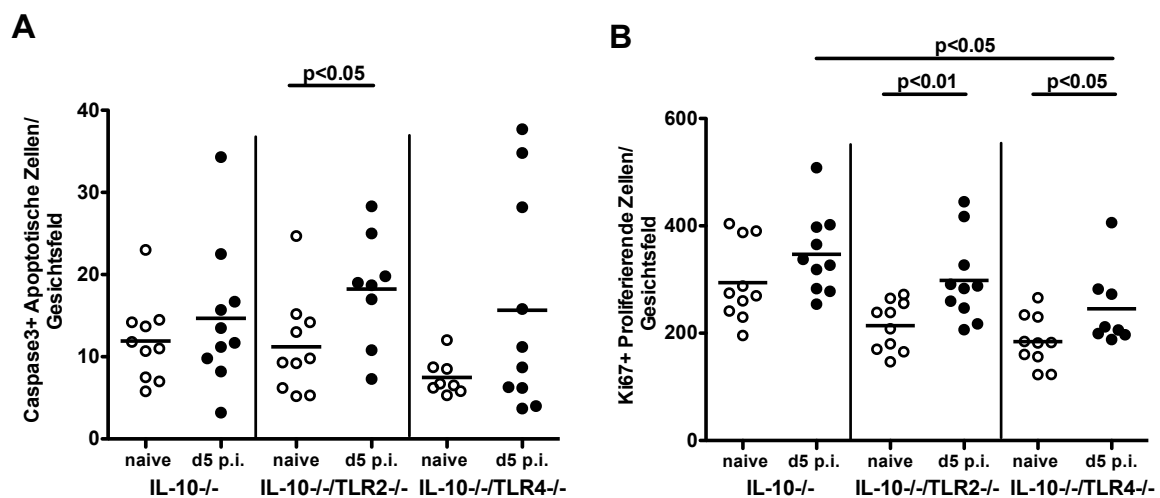 A
p<0.05
Caspase3+ Apoptotische Zellen/
Gesichtsfeld
40
30
20
10
0
naive d5 p.i. naive d5 p.i. naive d5 p.i.
IL-10-/- IL-10-/-/TLR2-/- IL-10-/-/TLR4-/-
B
p<0.05
p<0.01 p<0.05
Ki67+ Proliferierende Zellen/
Gesichtsfeld
600
400
200
0
naive d5 p.i. naive d5 p.i. naive d5 p.i.
IL-10-/- IL-10-/-/TLR2-/- IL-10-/-/TLR4-/-